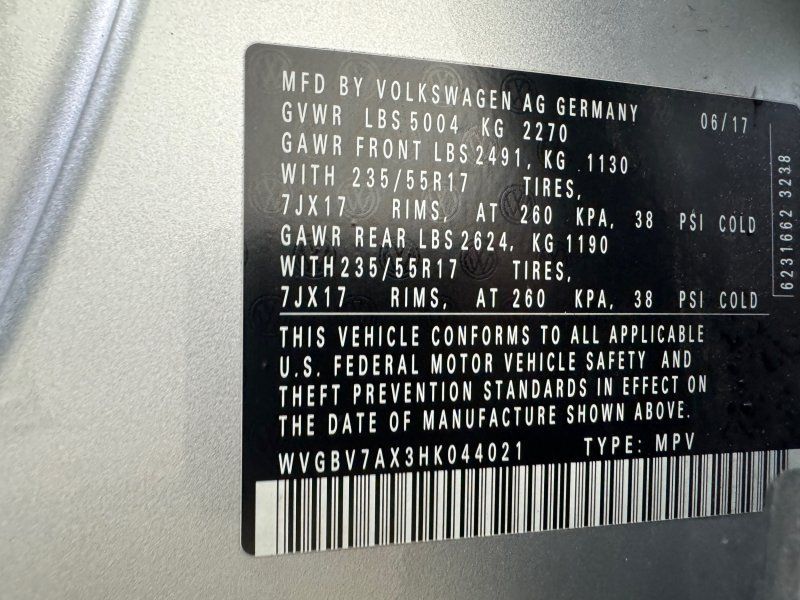 MFD BY VOLKSWAGEN AG GERMANY 06/17
GVWR LBS 5004 KG 2270
GAWR FRONT LBS 2491, KG 1130
WITH 235/55R17 TIRES,
7JX17 RIMS, AT 260 KPA, 38 PSI COLD
GAWR REAR LBS 2624, KG 1190
WITH 235/55R17 TIRES,
7JX17 RIMS, AT 260 KPA, 38 PSI COLD
THIS VEHICLE CONFORMS TO ALL APPLICABLE
U.S. FEDERAL MOTOR VEHICLE SAFETY AND
THEFT PREVENTION STANDARDS IN EFFECT ON
THE DATE OF MANUFACTURE SHOWN ABOVE.
WVGBV7AX3HK044021 TYPE: MPV
6231662 3238